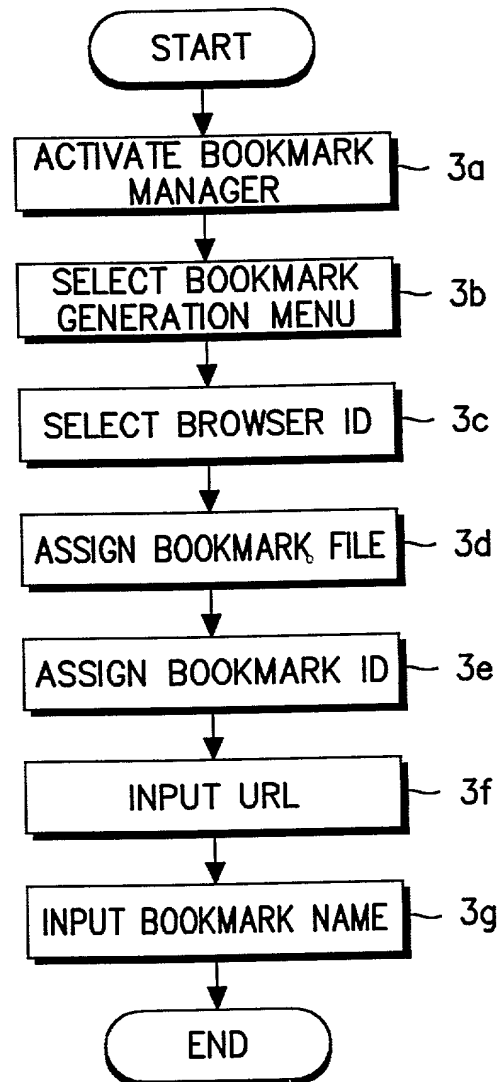 START
ACTIVATE BOOKMARK
MANAGER
3a
SELECT BOOKMARK
GENERATION MENU
3b
SELECT BROWSER ID
3c
ASSIGN BOOKMARK FILE
3d
ASSIGN BOOKMARK ID
3e
INPUT URL
3f
INPUT BOOKMARK NAME
3g
END